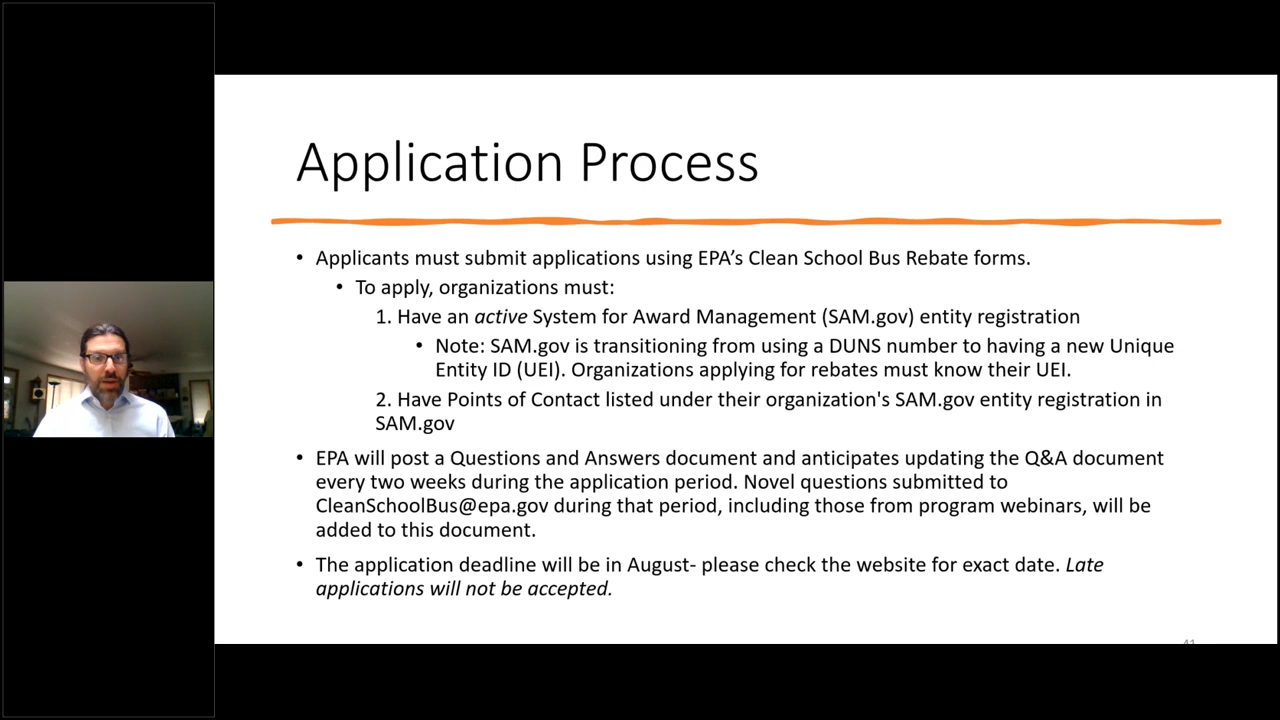 Application Process
• Applicants must submit applications using EPA’s Clean School Bus Rebate forms.
• To apply, organizations must:
1. Have an active System for Award Management (SAM.gov) entity registration
• Note: SAM.gov is transitioning from using a DUNS number to having a new Unique
Entity ID (UEI). Organizations applying for rebates must know their UEI.
2. Have Points of Contact listed under their organization's SAM.gov entity registration in
SAM.gov
• EPA will post a Questions and Answers document and anticipates updating the Q&A document
every two weeks during the application period. Novel questions submitted to
CleanSchoolBus@epa.gov during that period, including those from program webinars, will be
added to this document.
• The application deadline will be in August- please check the website for exact date. Late
applications will not be accepted.
41